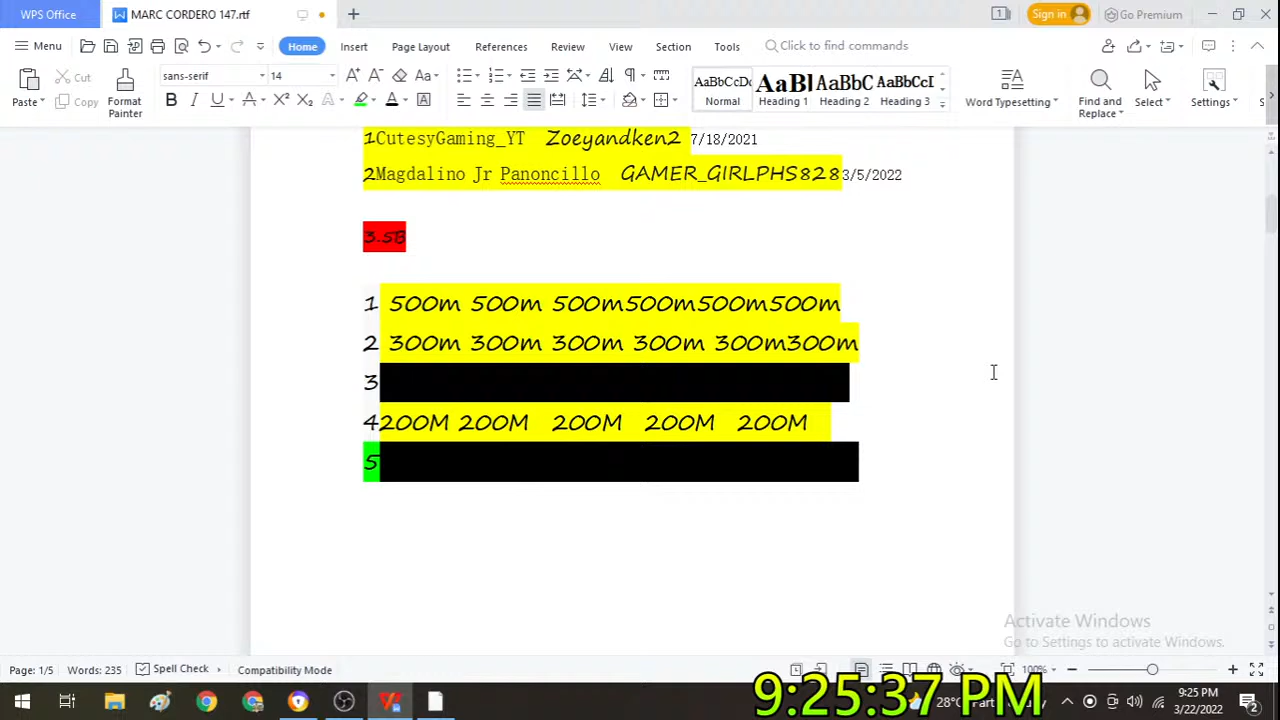 WPS Office MARC CORDERO 147.rtf 1 Sign in Go Premium
Menu Home Insert Page Layout References Review View Section Tools Click to find commands
Paste Cut Copy Format Painter sans-serif 14 AaBbCcDd Normal AaBl Heading 1 AaBbC Heading 2 AaBbCcI Heading 3 Word Typesetting Find and Replace Select Settings
1CutesyGaming_YT Zoeyandken2 7/18/2021
2Magdalino Jr Panoncillo GAMER_GIRLPHS828 3/5/2022
3.5B
1 500m 500m 500m500m500m500m
2 300m 300m 300m 300m 300m300m
3
4200M 200M 200M 200M 200M
5
Activate Windows
Go to Settings to activate Windows.
Page: 1/5 Words: 235 Spell Check Compatibility Mode 100%
9:25:37 PM
28°C 9:25 PM
3/22/2022 2